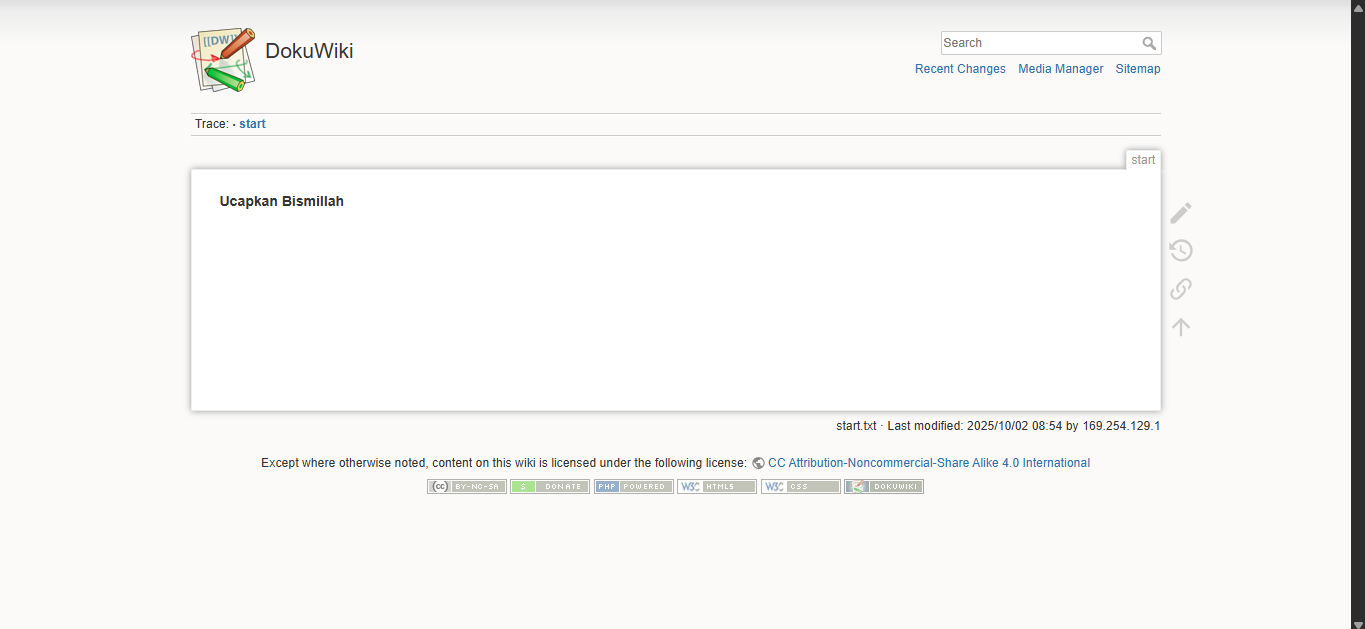 [[DW]]
DokuWiki
Search
Recent Changes Media Manager Sitemap
Trace: • start
start
Ucapkan Bismillah
start.txt · Last modified: 2025/10/02 08:54 by 169.254.129.1
Except where otherwise noted, content on this wiki is licensed under the following license: CC Attribution-Noncommercial-Share Alike 4.0 International
(cc) BY-NC-SA $ DONATE PHP POWERED W3C HTML5 W3C CSS DOKUWIKI